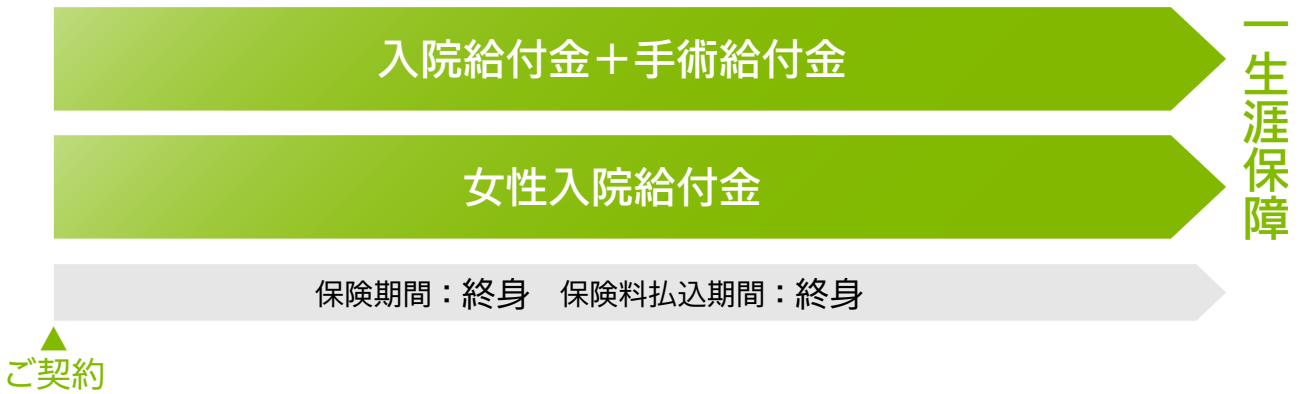 入院給付金＋手術給付金
女性入院給付金
一生涯保障
保険期間：終身　保険料払込期間：終身
ご契約